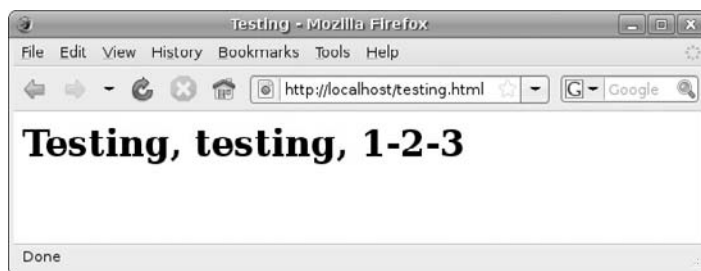 Testing - Mozilla Firefox
File Edit View History Bookmarks Tools Help
http://localhost/testing.html G Google
Testing, testing, 1-2-3
Done